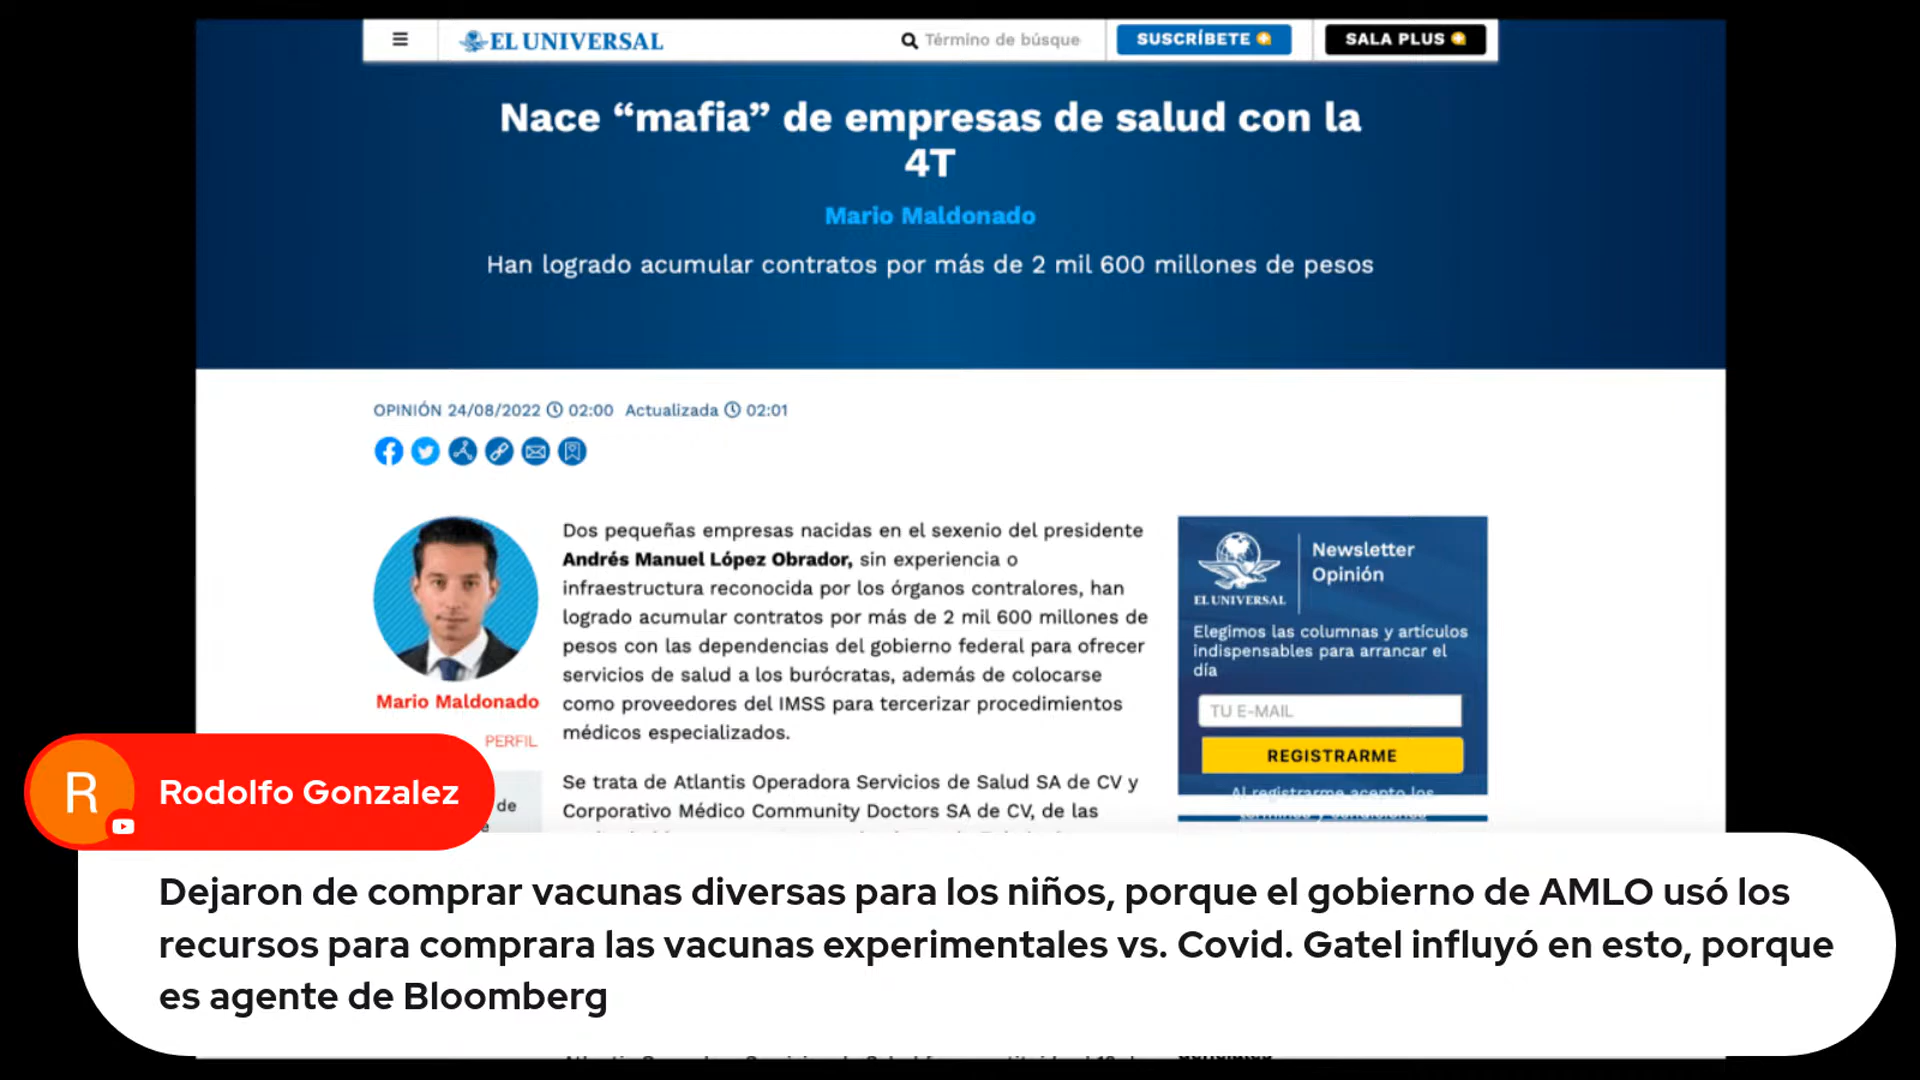 EL UNIVERSAL
Término de búsque
SUSCRÍBETE
SALA PLUS
Nace “mafia” de empresas de salud con la
4T
Mario Maldonado
Han logrado acumular contratos por más de 2 mil 600 millones de pesos
OPINIÓN 24/08/2022 02:00 Actualizada 02:01
Dos pequeñas empresas nacidas en el sexenio del presidente
Andrés Manuel López Obrador, sin experiencia o
infraestructura reconocida por los órganos contralores, han
logrado acumular contratos por más de 2 mil 600 millones de
pesos con las dependencias del gobierno federal para ofrecer
servicios de salud a los burócratas, además de colocarse
como proveedores del IMSS para tercerizar procedimientos
médicos especializados.
Se trata de Atlantis Operadora Servicios de Salud SA de CV y
Corporativo Médico Community Doctors SA de CV, de las
Mario Maldonado
PERFIL
de
EL UNIVERSAL
Newsletter
Opinión
Elegimos las columnas y artículos
indispensables para arrancar el
día
TU E-MAIL
REGISTRARME
Al registrarme acepto los
términos y condiciones
R
Rodolfo Gonzalez
Dejaron de comprar vacunas diversas para los niños, porque el gobierno de AMLO usó los
recursos para comprara las vacunas experimentales vs. Covid. Gatel influyó en esto, porque
es agente de Bloomberg